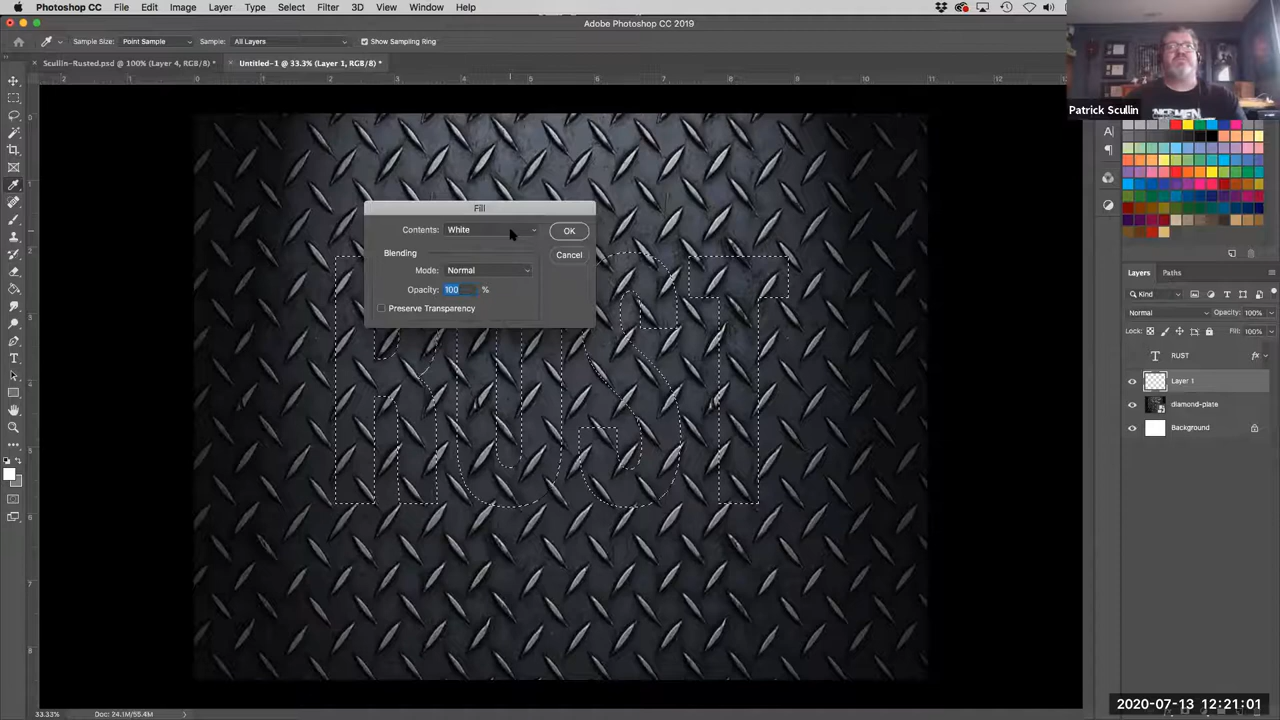 Photoshop CC File Edit Image Layer Type Select Filter 3D View Window Help
Adobe Photoshop CC 2019
Sample Size: Point Sample Sample: All Layers Show Sampling Ring
Scullin-Rusted.psd @ 100% (Layer 4, RGB/8) * Untitled-1 @ 33.3% (Layer 1, RGB/8) *
Patrick Scullin
Fill
Contents: White OK
Blending Cancel
Mode: Normal
Opacity: 100 %
Preserve Transparency
Layers Paths
Kind
Normal Opacity: 100%
Lock: Fill: 100%
RUST fx
Layer 1
diamond-plate
Background
33.33% Doc: 24.1M/55.4M
2020-07-13 12:21:01